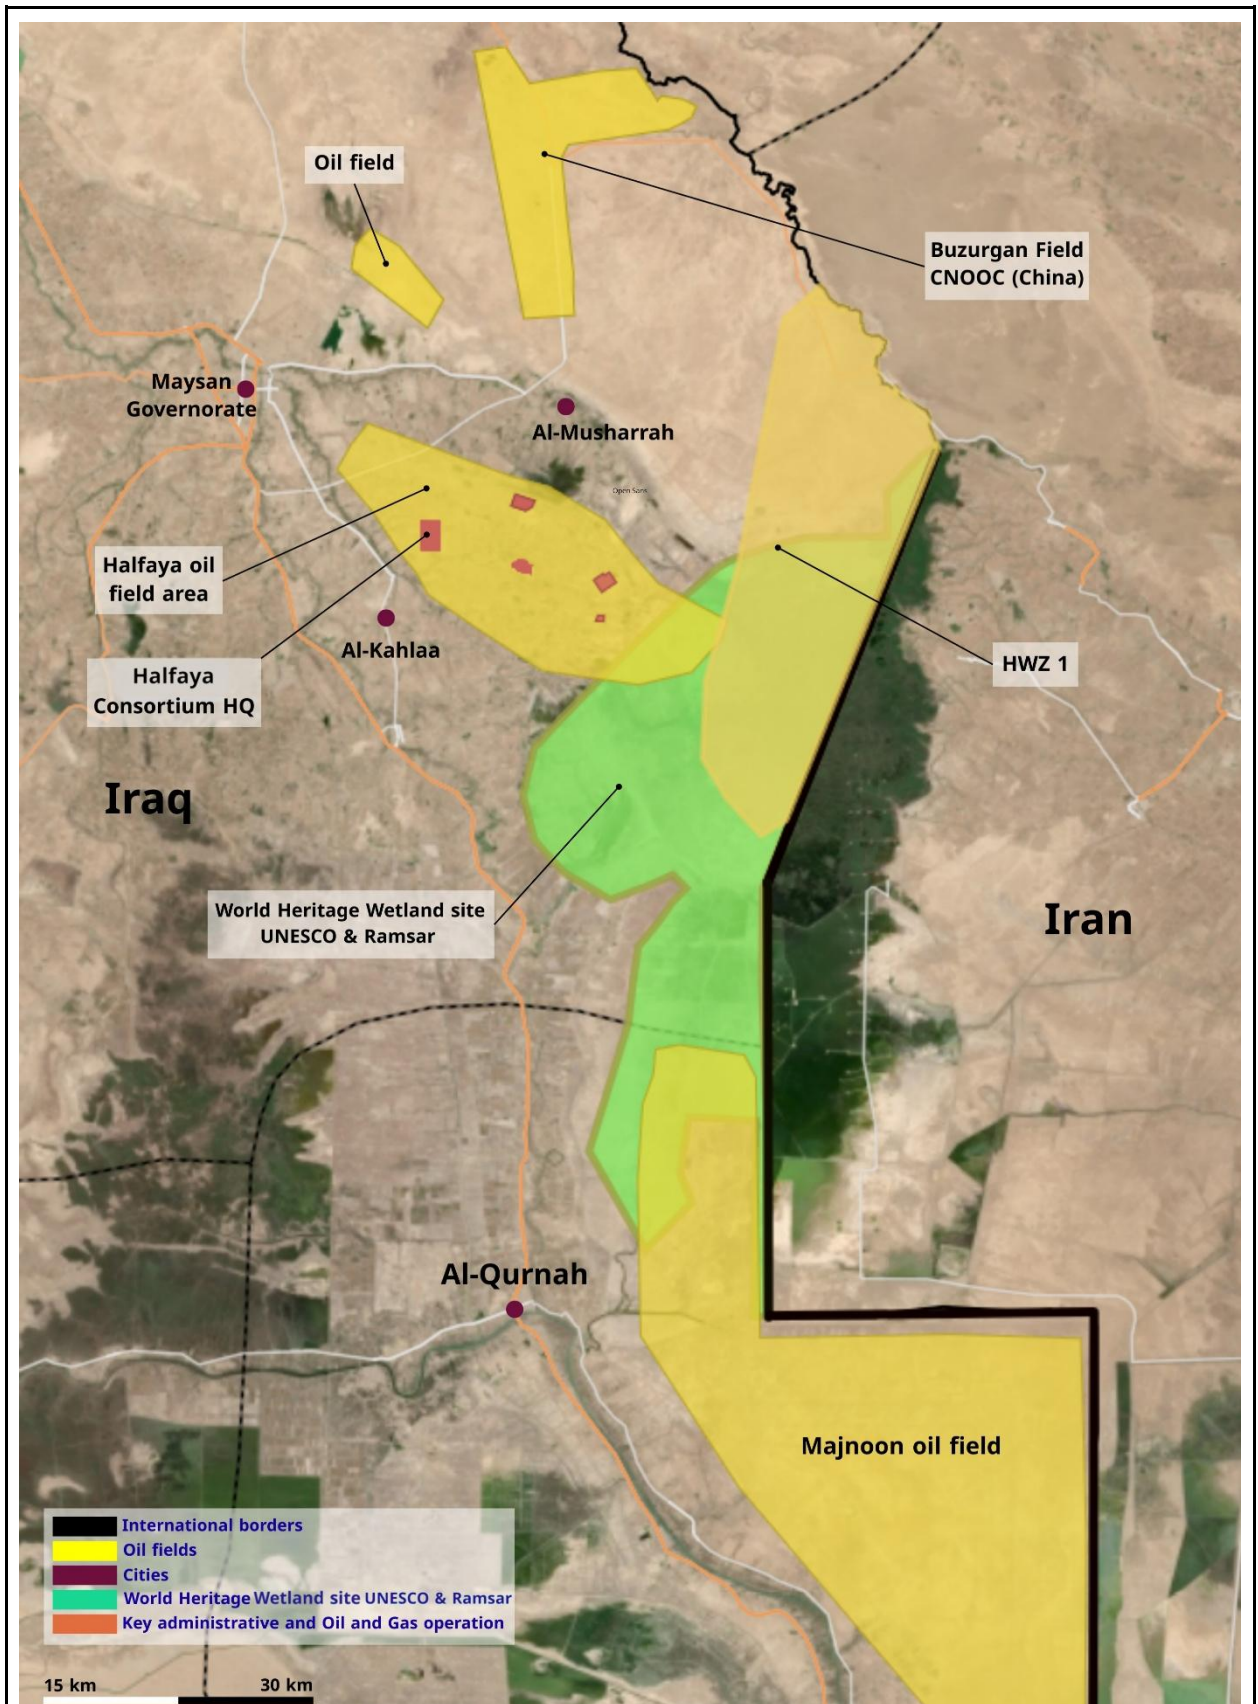 Oil field
Buzurgan Field
CNOOC (China)
Maysan
Governorate
Al-Musharrah
Open Sans
Halfaya oil
field area
Al-Kahlaa
HWZ 1
Halfaya
Consortium HQ
Iraq
World Heritage Wetland site
UNESCO & Ramsar
Iran
Al-Qurnah
Majnoon oil field
International borders
Oil fields
Cities
World Heritage Wetland site UNESCO & Ramsar
Key administrative and Oil and Gas operation
15 km 30 km